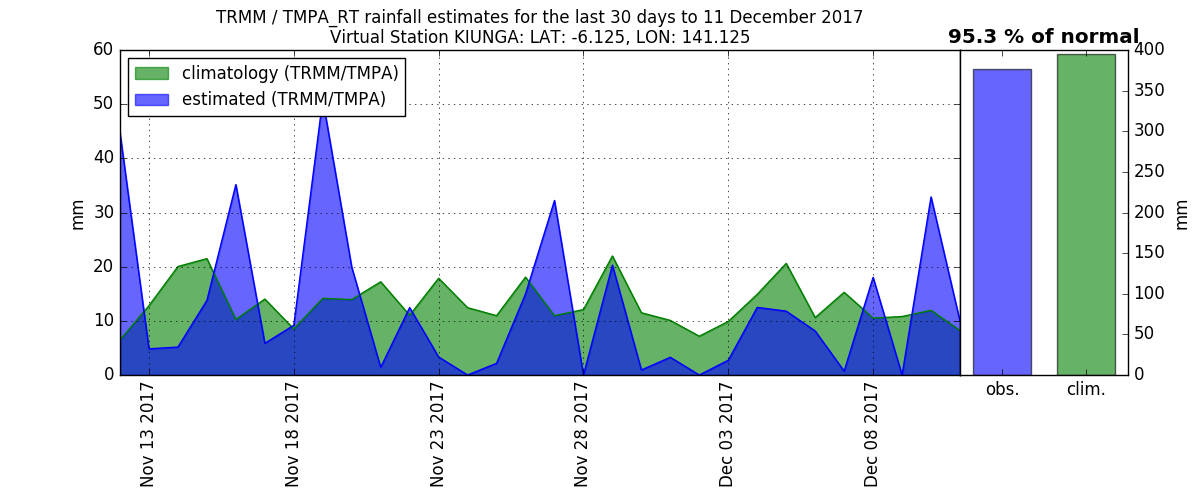 TRMM / TMPA_RT rainfall estimates for the last 30 days to 11 December 2017
Virtual Station KIUNGA: LAT: -6.125, LON: 141.125
95.3 % of normal
climatology (TRMM/TMPA)
estimated (TRMM/TMPA)
60
50
40
30
20
10
0
mm
400
350
300
250
200
150
100
50
0
mm
Nov 13 2017
Nov 18 2017
Nov 23 2017
Nov 28 2017
Dec 03 2017
Dec 08 2017
obs.
clim.